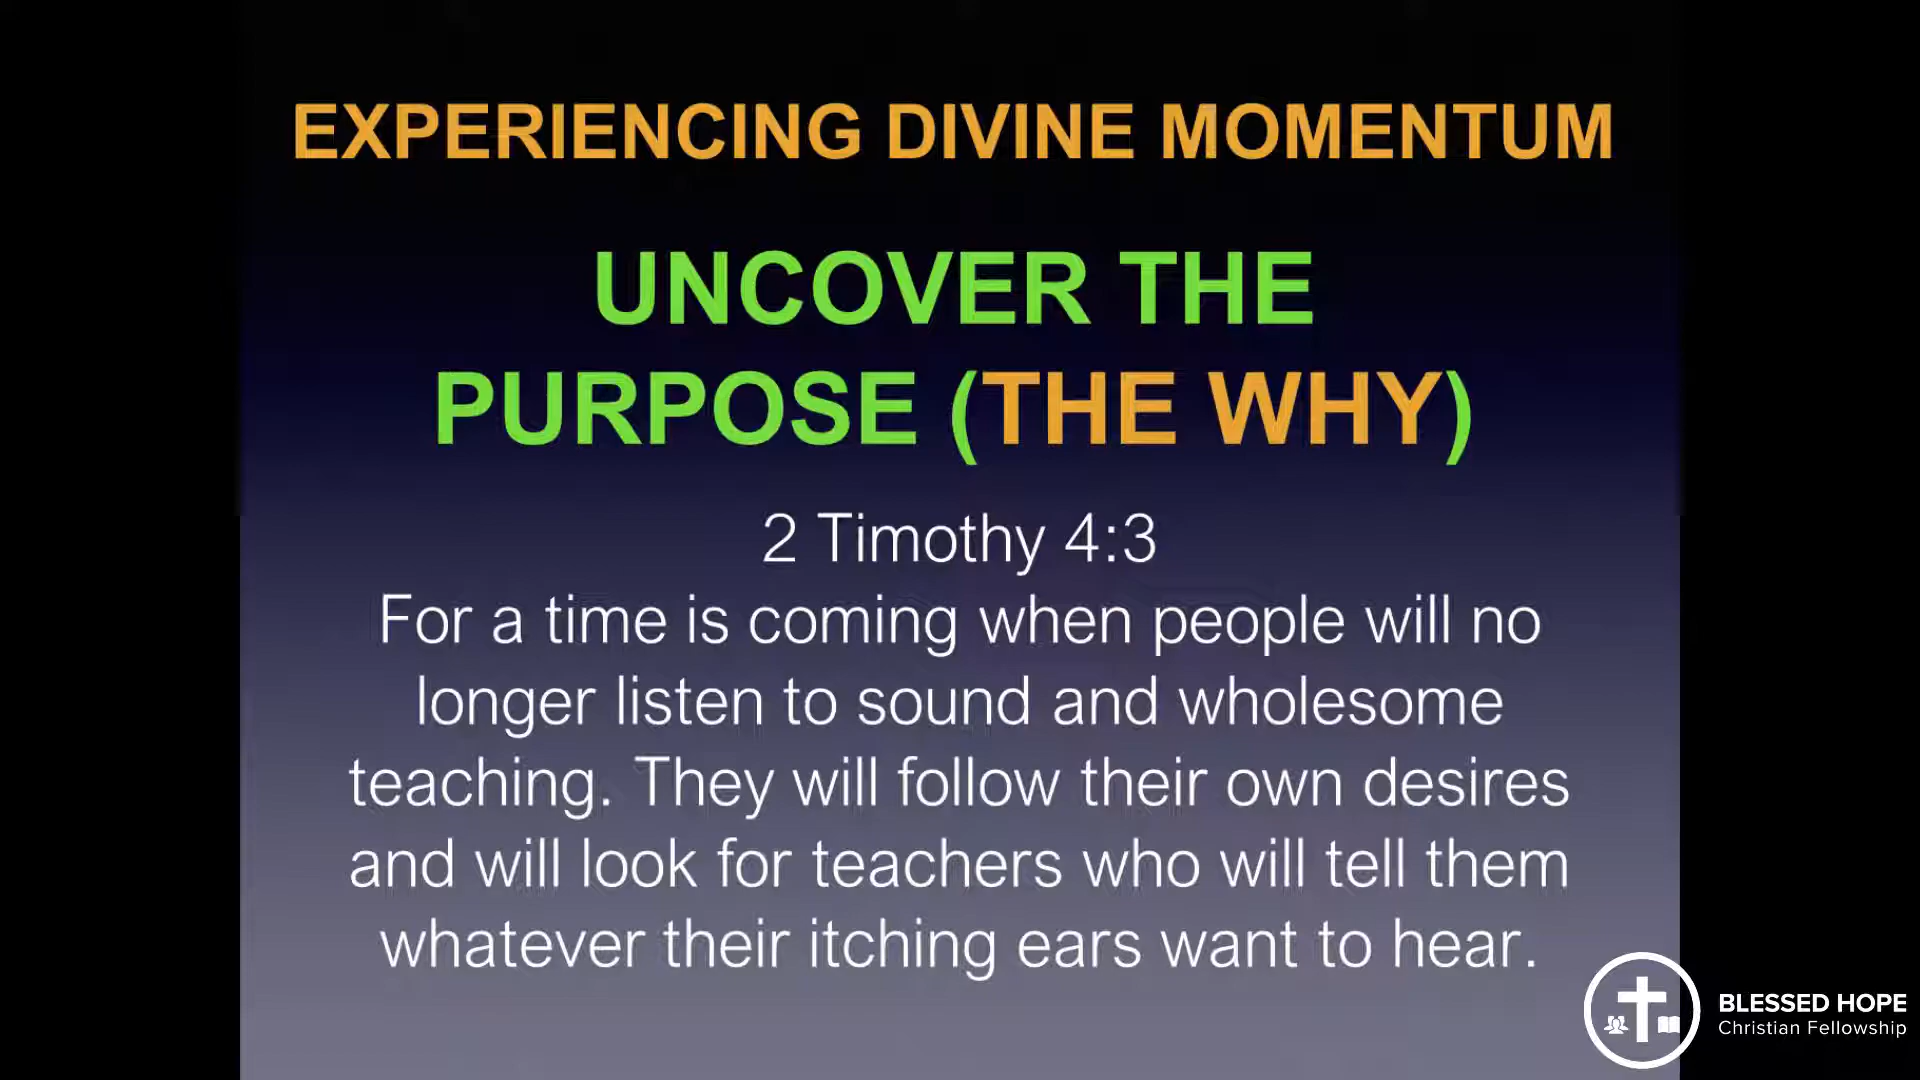 EXPERIENCING DIVINE MOMENTUM
UNCOVER THE
PURPOSE (THE WHY)
2 Timothy 4:3
For a time is coming when people will no
longer listen to sound and wholesome
teaching. They will follow their own desires
and will look for teachers who will tell them
whatever their itching ears want to hear.
BLESSED HOPE
Christian Fellowship